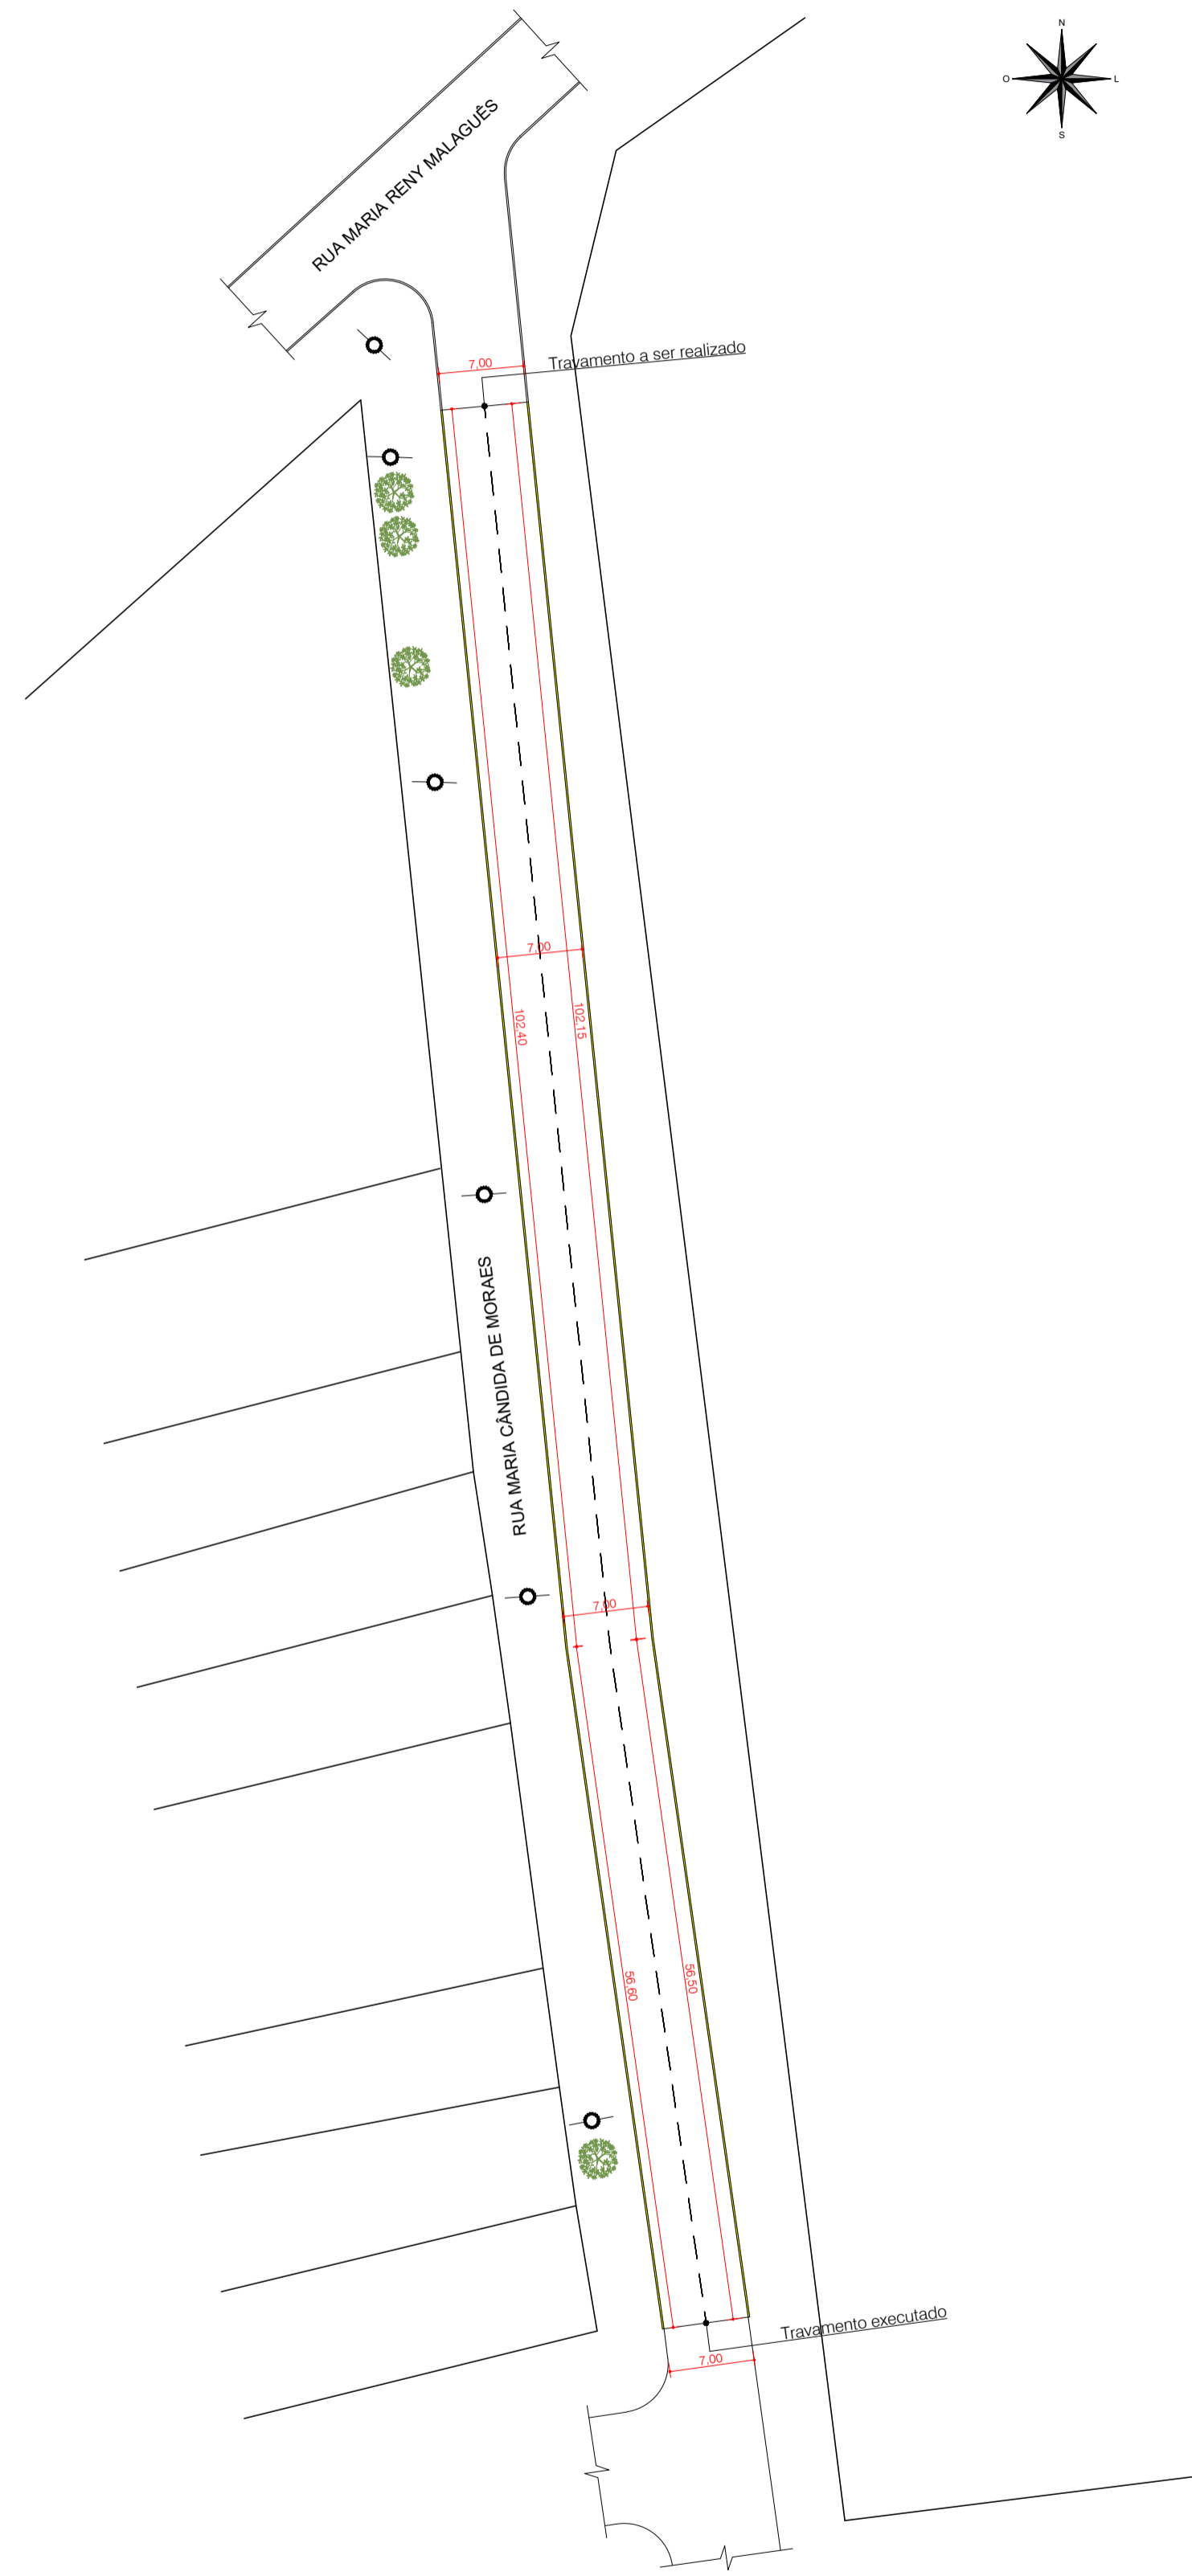 N
O
L
S
RUA MARIA RENY MALAGUÊS
7,00
Travamento a ser realizado
7,00
102,40
102,15
RUA MARIA CÂNDIDA DE MORAES
7,00
56,60
56,50
Travamento executado
7,00